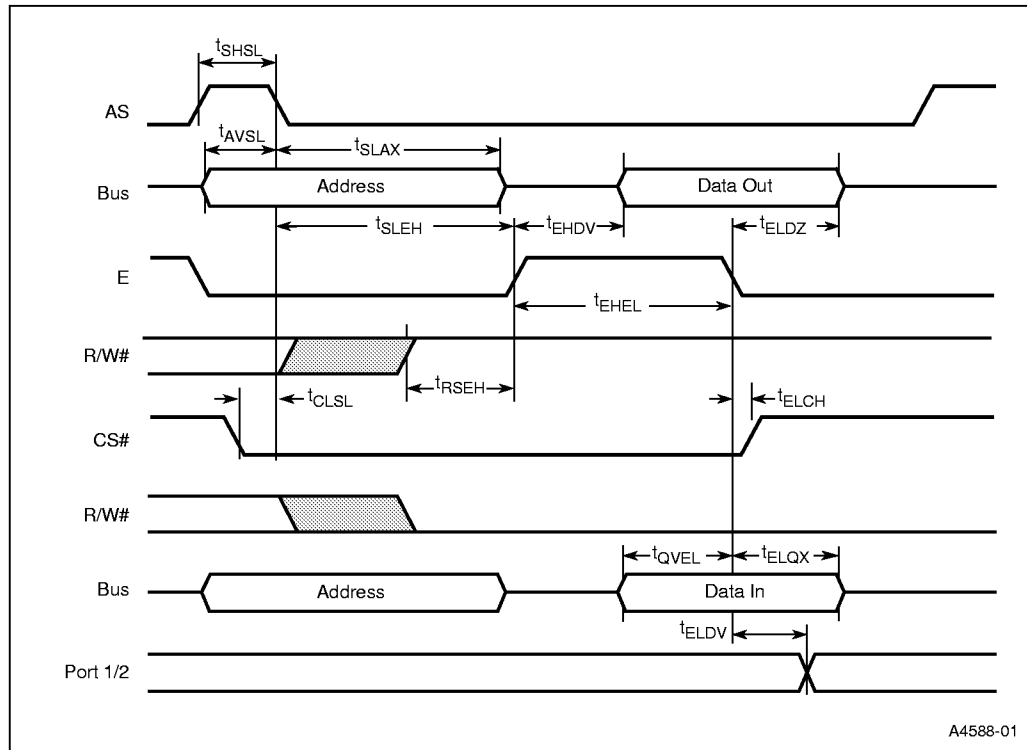 tSHSL
AS
tAVSL
tSLAX
Bus
Address
Data Out
tSLEH
tEHDV
tELDZ
E
tEHEL
R/W#
tRSEH
tCLSL
tELCH
CS#
R/W#
tQVEL
tELQX
Bus
Address
Data In
tELDV
Port 1/2
A4588-01